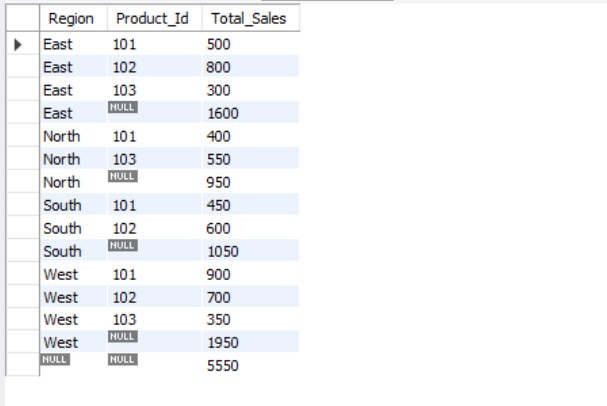 Region Product_Id Total_Sales
East 101 500
East 102 800
East 103 300
East NULL 1600
North 101 400
North 103 550
North NULL 950
South 101 450
South 102 600
South NULL 1050
West 101 900
West 102 700
West 103 350
West NULL 1950
NULL NULL 5550